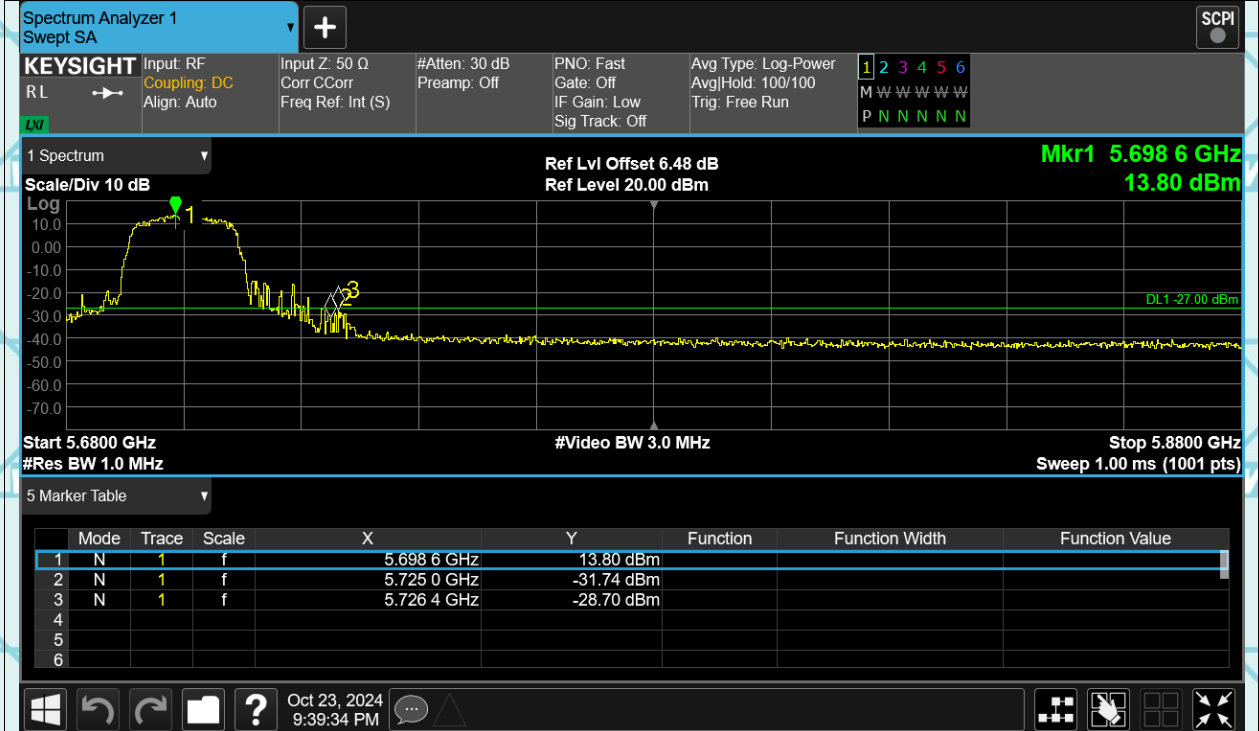 Spectrum Analyzer 1
Swept SA
SCPI
KEYSIGHT
R L
LXI
Input: RF
Coupling: DC
Align: Auto
Input Z: 50 Ω
Corr CCorr
Freq Ref: Int (S)
#Atten: 30 dB
Preamp: Off
PNO: Fast
Gate: Off
IF Gain: Low
Sig Track: Off
Avg Type: Log-Power
Avg|Hold: 100/100
Trig: Free Run
1 2 3 4 5 6
M W W W W W W
P N N N N N N
1 Spectrum
Scale/Div 10 dB
Ref Lvl Offset 6.48 dB
Ref Level 20.00 dBm
Mkr1 5.698 6 GHz
13.80 dBm
Log
10.0
0.00
-10.0
-20.0
-30.0
-40.0
-50.0
-60.0
-70.0
1
2
3
DL1 -27.00 dBm
Start 5.6800 GHz
#Res BW 1.0 MHz
#Video BW 3.0 MHz
Stop 5.8800 GHz
Sweep 1.00 ms (1001 pts)
5 Marker Table
Mode Trace Scale X Y Function Function Width Function Value
1 N 1 f 5.698 6 GHz 13.80 dBm
2 N 1 f 5.725 0 GHz -31.74 dBm
3 N 1 f 5.726 4 GHz -28.70 dBm
4
5
6
?
Oct 23, 2024
9:39:34 PM